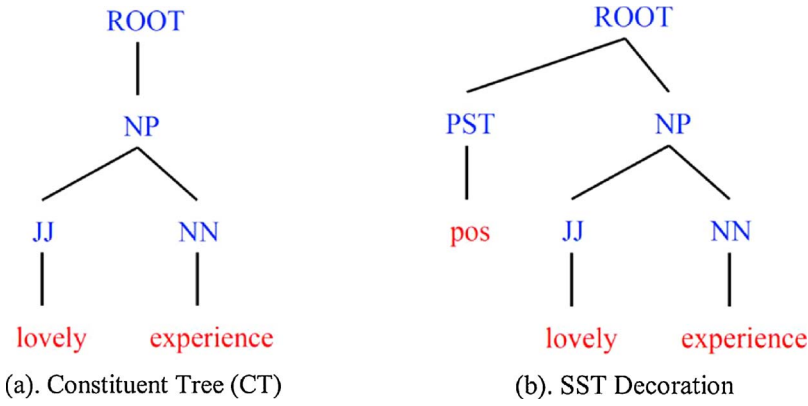 ROOT
NP
JJ NN
lovely experience
(a). Constituent Tree (CT)
ROOT
PST NP
pos JJ NN
lovely experience
(b). SST Decoration